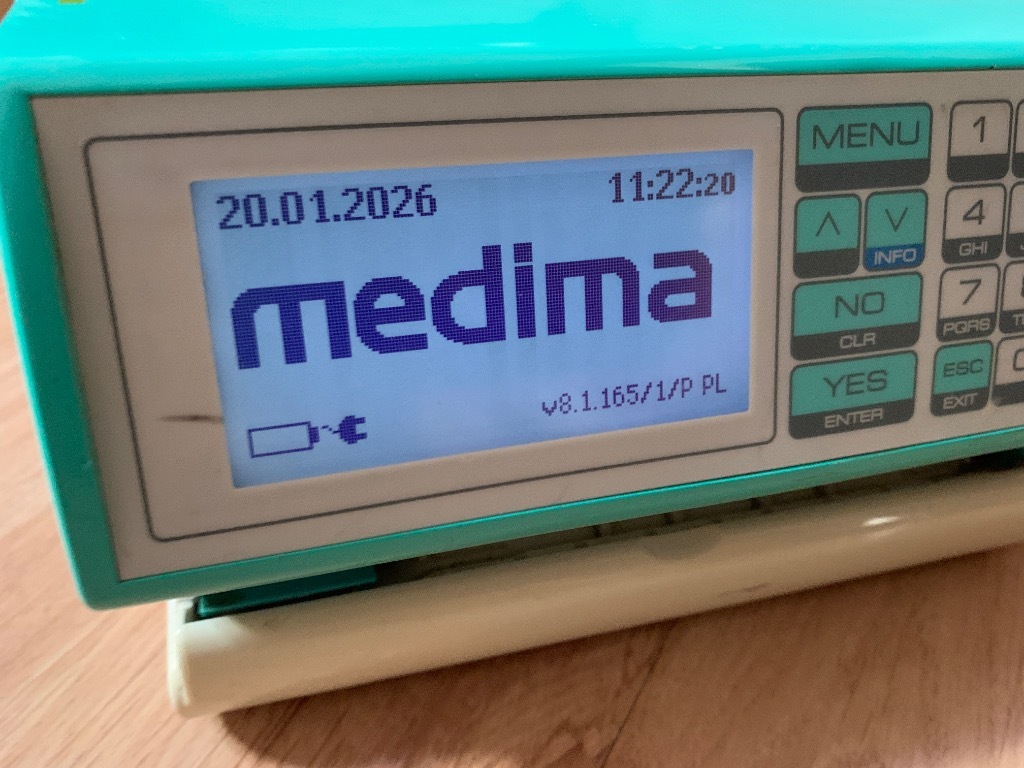 20.01.2026 11:22:20
medima
v8.1.165/1/P PL
MENU
1
4
GHI
INFO
7
PQRS
NO
CLR
YES
ENTER
ESC
EXIT